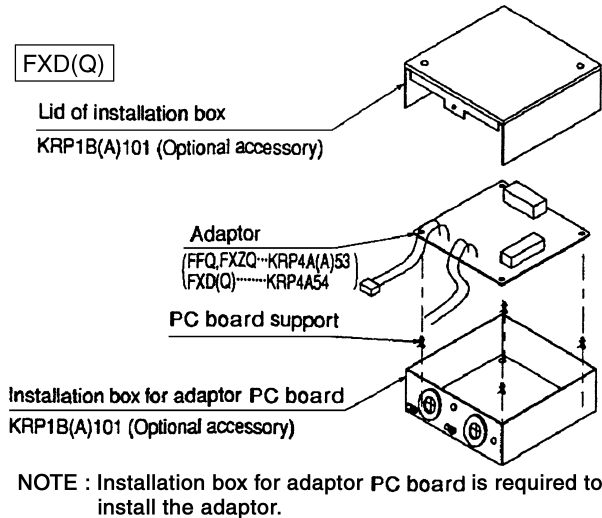 FXD(Q)
Lid of installation box
KRP1B(A)101 (Optional accessory)
Adaptor
(FFQ,FXZQ···KRP4A(A)53
FXD(Q)········KRP4A54)
PC board support
Installation box for adaptor PC board
KRP1B(A)101 (Optional accessory)
NOTE : Installation box for adaptor PC board is required to
install the adaptor.